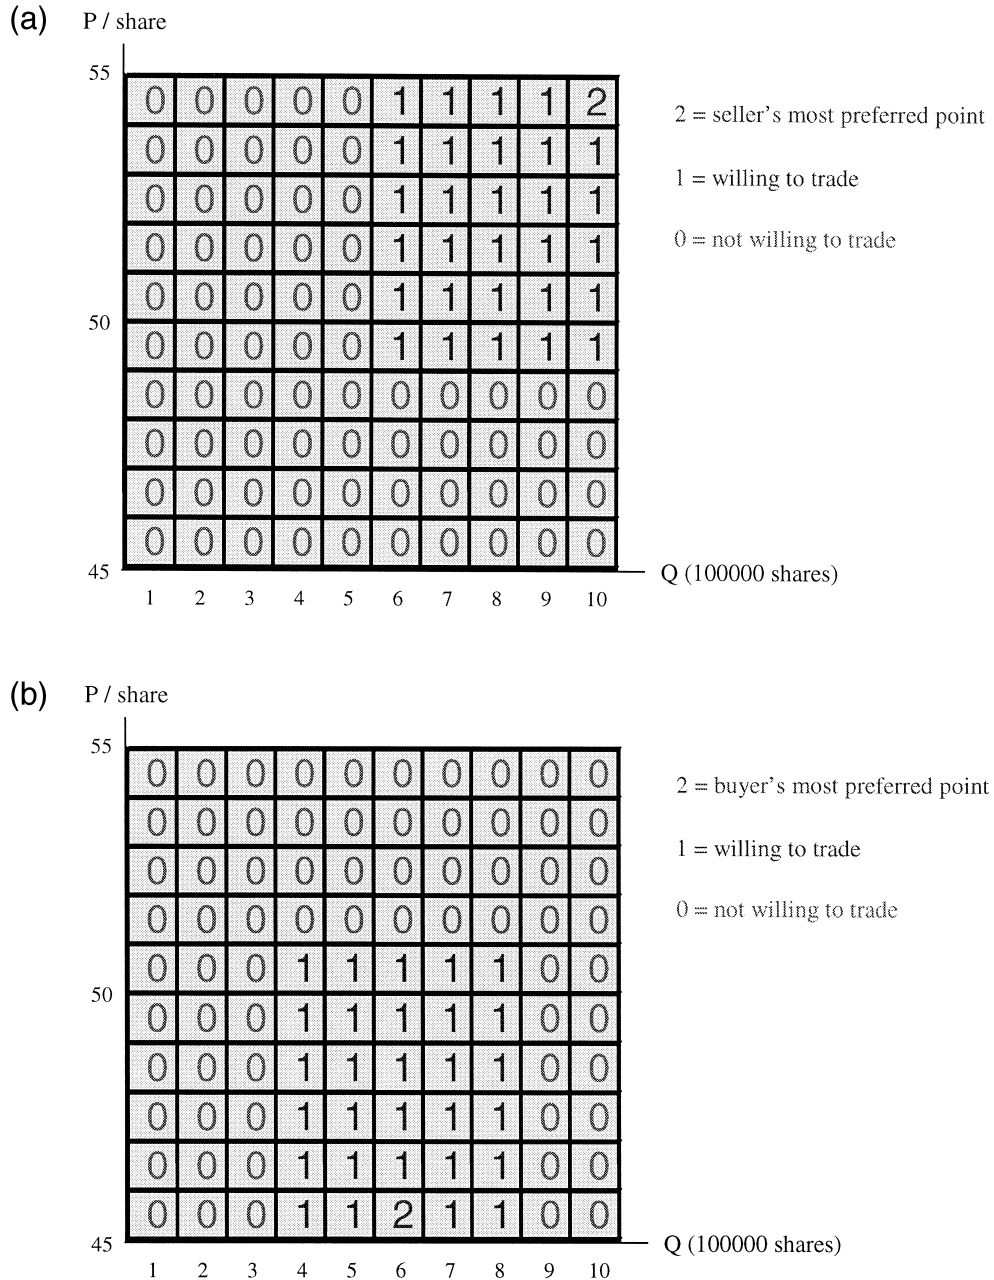 (a) P / share
55
0 0 0 0 0 1 1 1 1 2
2 = seller's most preferred point
0 0 0 0 0 1 1 1 1 1
1 = willing to trade
0 0 0 0 0 1 1 1 1 1
0 0 0 0 0 1 1 1 1 1
0 = not willing to trade
0 0 0 0 0 1 1 1 1 1
50
0 0 0 0 0 1 1 1 1 1
0 0 0 0 0 0 0 0 0 0
0 0 0 0 0 0 0 0 0 0
0 0 0 0 0 0 0 0 0 0
0 0 0 0 0 0 0 0 0 0
45
Q (100000 shares)
1 2 3 4 5 6 7 8 9 10
(b) P / share
55
0 0 0 0 0 0 0 0 0 0
2 = buyer's most preferred point
0 0 0 0 0 0 0 0 0 0
1 = willing to trade
0 0 0 0 0 0 0 0 0 0
0 0 0 0 0 0 0 0 0 0
0 = not willing to trade
0 0 0 1 1 1 1 1 0 0
50
0 0 0 1 1 1 1 1 0 0
0 0 0 1 1 1 1 1 0 0
0 0 0 1 1 1 1 1 0 0
0 0 0 1 1 1 1 1 0 0
0 0 0 1 1 2 1 1 0 0
45
Q (100000 shares)
1 2 3 4 5 6 7 8 9 10